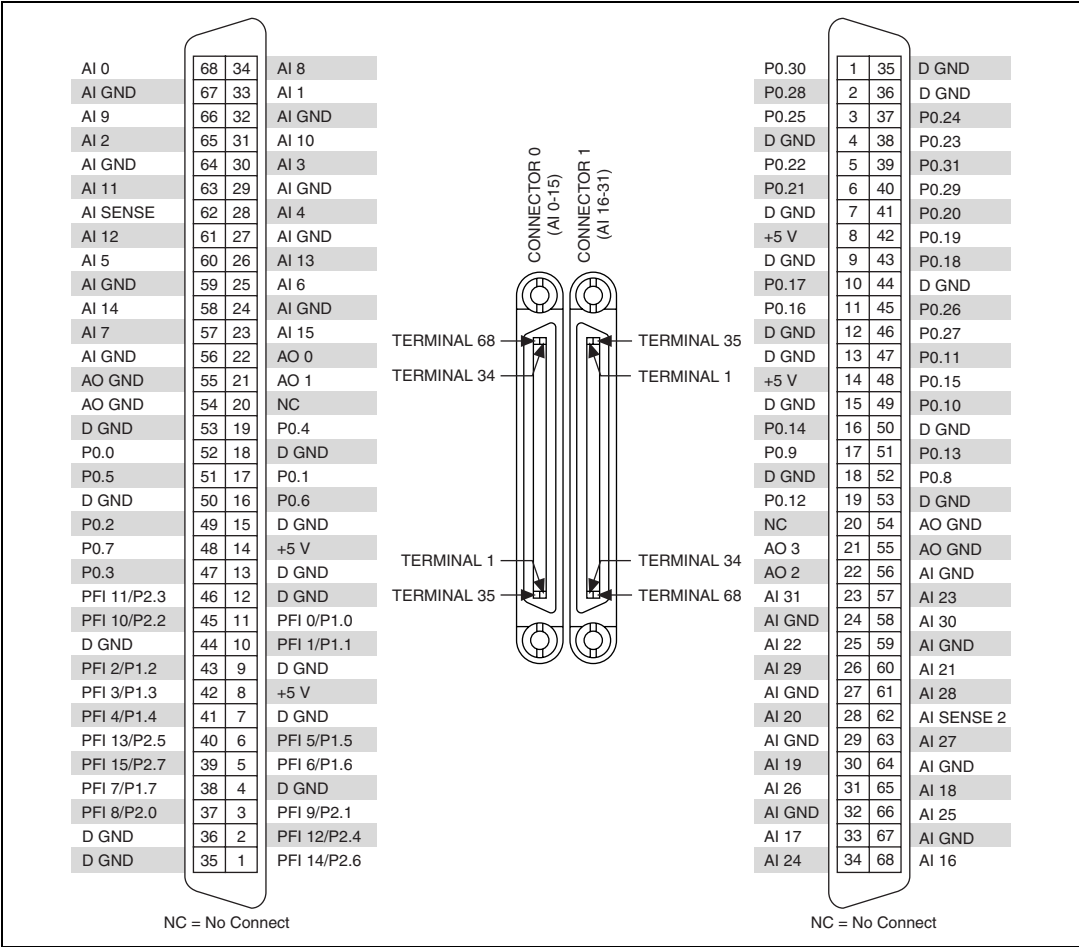 AI 0 68 34 AI 8
AI GND 67 33 AI 1
AI 9 66 32 AI GND
AI 2 65 31 AI 10
AI GND 64 30 AI 3
AI 11 63 29 AI GND
AI SENSE 62 28 AI 4
AI 12 61 27 AI GND
AI 5 60 26 AI 13
AI GND 59 25 AI 6
AI 14 58 24 AI GND
AI 7 57 23 AI 15
AI GND 56 22 AO 0
AO GND 55 21 AO 1
AO GND 54 20 NC
D GND 53 19 P0.4
P0.0 52 18 D GND
P0.5 51 17 P0.1
D GND 50 16 P0.6
P0.2 49 15 D GND
P0.7 48 14 +5 V
P0.3 47 13 D GND
PFI 11/P2.3 46 12 D GND
PFI 10/P2.2 45 11 PFI 0/P1.0
D GND 44 10 PFI 1/P1.1
PFI 2/P1.2 43 9 D GND
PFI 3/P1.3 42 8 +5 V
PFI 4/P1.4 41 7 D GND
PFI 13/P2.5 40 6 PFI 5/P1.5
PFI 15/P2.7 39 5 PFI 6/P1.6
PFI 7/P1.7 38 4 D GND
PFI 8/P2.0 37 3 PFI 9/P2.1
D GND 36 2 PFI 12/P2.4
D GND 35 1 PFI 14/P2.6
NC = No Connect
CONNECTOR 0
(AI 0-15)
CONNECTOR 1
(AI 16-31)
TERMINAL 68
TERMINAL 34
TERMINAL 35
TERMINAL 1
TERMINAL 1
TERMINAL 35
TERMINAL 34
TERMINAL 68
P0.30 1 35 D GND
P0.28 2 36 D GND
P0.25 3 37 P0.24
D GND 4 38 P0.23
P0.22 5 39 P0.31
P0.21 6 40 P0.29
D GND 7 41 P0.20
+5 V 8 42 P0.19
D GND 9 43 P0.18
P0.17 10 44 D GND
P0.16 11 45 P0.26
D GND 12 46 P0.27
D GND 13 47 P0.11
+5 V 14 48 P0.15
D GND 15 49 P0.10
P0.14 16 50 D GND
P0.9 17 51 P0.13
D GND 18 52 P0.8
P0.12 19 53 D GND
NC 20 54 AO GND
AO 3 21 55 AO GND
AO 2 22 56 AI GND
AI 31 23 57 AI 23
AI GND 24 58 AI 30
AI 22 25 59 AI GND
AI 29 26 60 AI 21
AI GND 27 61 AI 28
AI 20 28 62 AI SENSE 2
AI GND 29 63 AI 27
AI 19 30 64 AI GND
AI 26 31 65 AI 18
AI GND 32 66 AI 25
AI 17 33 67 AI GND
AI 24 34 68 AI 16
NC = No Connect